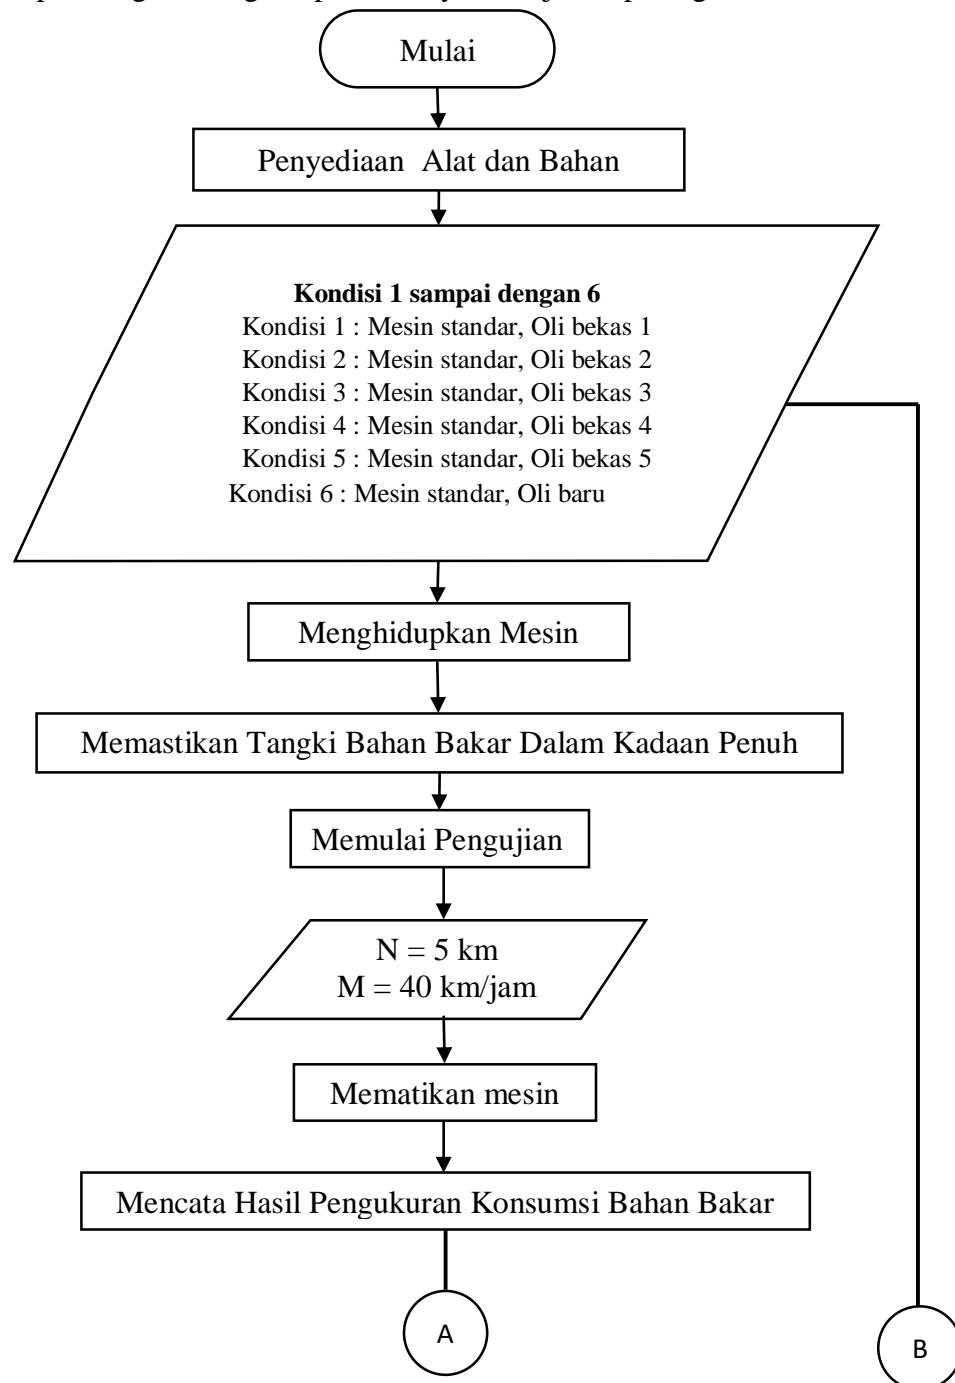 Mulai
Penyediaan Alat dan Bahan
Kondisi 1 sampai dengan 6
Kondisi 1 : Mesin standar, Oli bekas 1
Kondisi 2 : Mesin standar, Oli bekas 2
Kondisi 3 : Mesin standar, Oli bekas 3
Kondisi 4 : Mesin standar, Oli bekas 4
Kondisi 5 : Mesin standar, Oli bekas 5
Kondisi 6 : Mesin standar, Oli baru
Menghidupkan Mesin
Memastikan Tangki Bahan Bakar Dalam Kadaan Penuh
Memulai Pengujian
N = 5 km
M = 40 km/jam
Mematikan mesin
Mencata Hasil Pengukuran Konsumsi Bahan Bakar
A
B